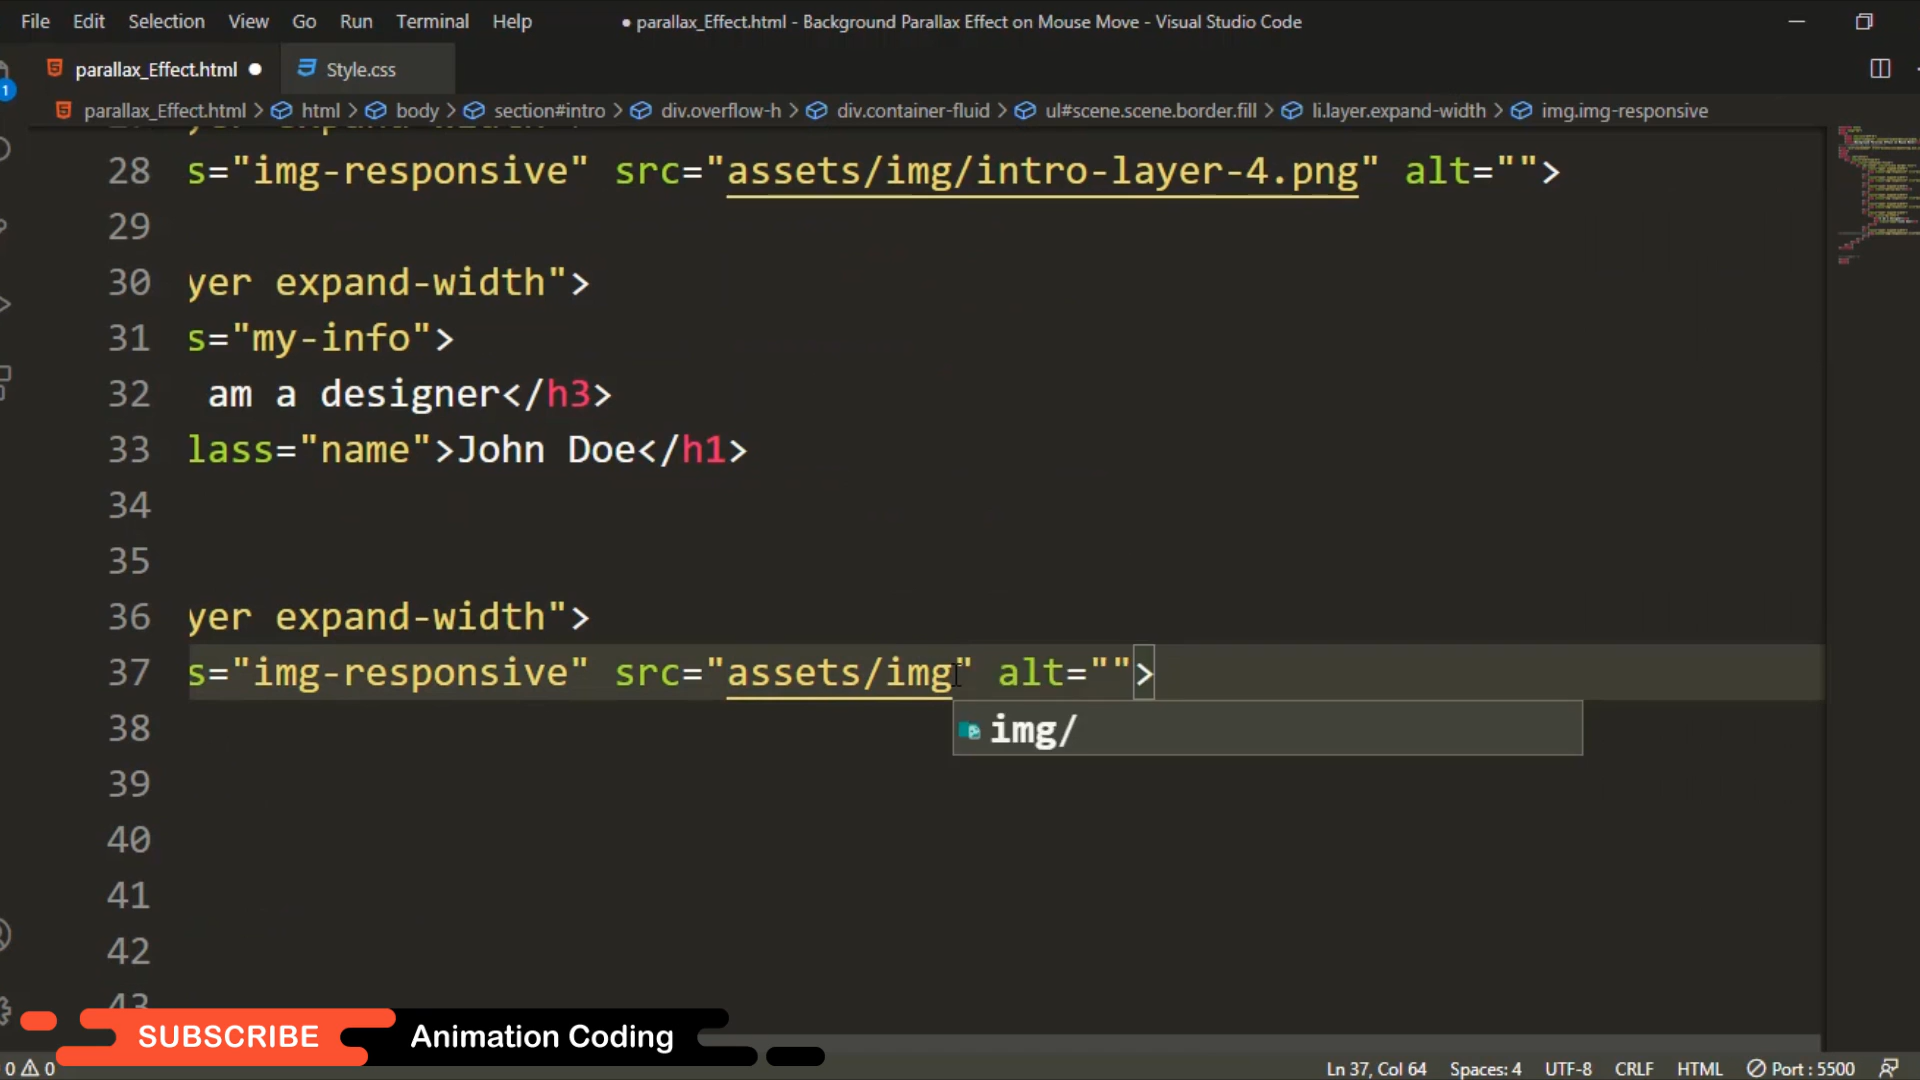 File Edit Selection View Go Run Terminal Help ● parallax_Effect.html - Background Parallax Effect on Mouse Move - Visual Studio Code
parallax_Effect.html ● Style.css
1
parallax_Effect.html > html > body > section#intro > div.overflow-h > div.container-fluid > ul#scene.scene.border.fill > li.layer.expand-width > img.img-responsive
28 s="img-responsive" src="assets/img/intro-layer-4.png" alt="">
29
30 yer expand-width">
31 s="my-info">
32 am a designer</h3>
33 lass="name">John Doe</h1>
34
35
36 yer expand-width">
37 s="img-responsive" src="assets/img" alt="">
38 img/
39
40
41
42
43
SUBSCRIBE Animation Coding
0 0 Ln 37, Col 64 Spaces: 4 UTF-8 CRLF HTML Port : 5500